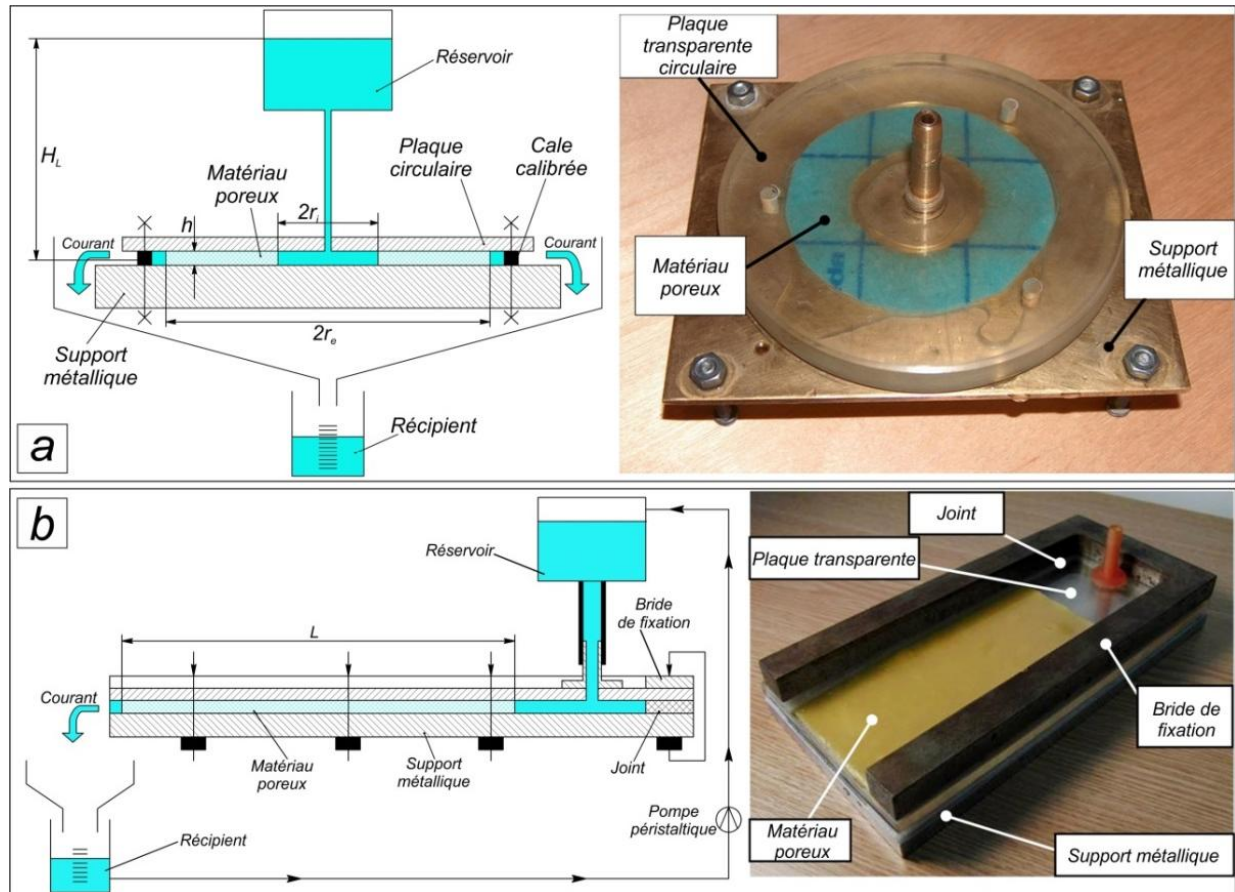 a
H_L
Réservoir
Matériau
poreux
Plaque
circulaire
Cale
calibrée
h
2r_i
Courant
Courant
Support
métallique
2r_e
Récipient
Plaque
transparente
circulaire
Matériau
poreux
Support
métallique
b
Réservoir
L
Bride
de fixation
Courant
Matériau
poreux
Support
métallique
Joint
Récipient
Pompe
péristaltique
Joint
Plaque transparente
Bride de
fixation
Matériau
poreux
Support métallique